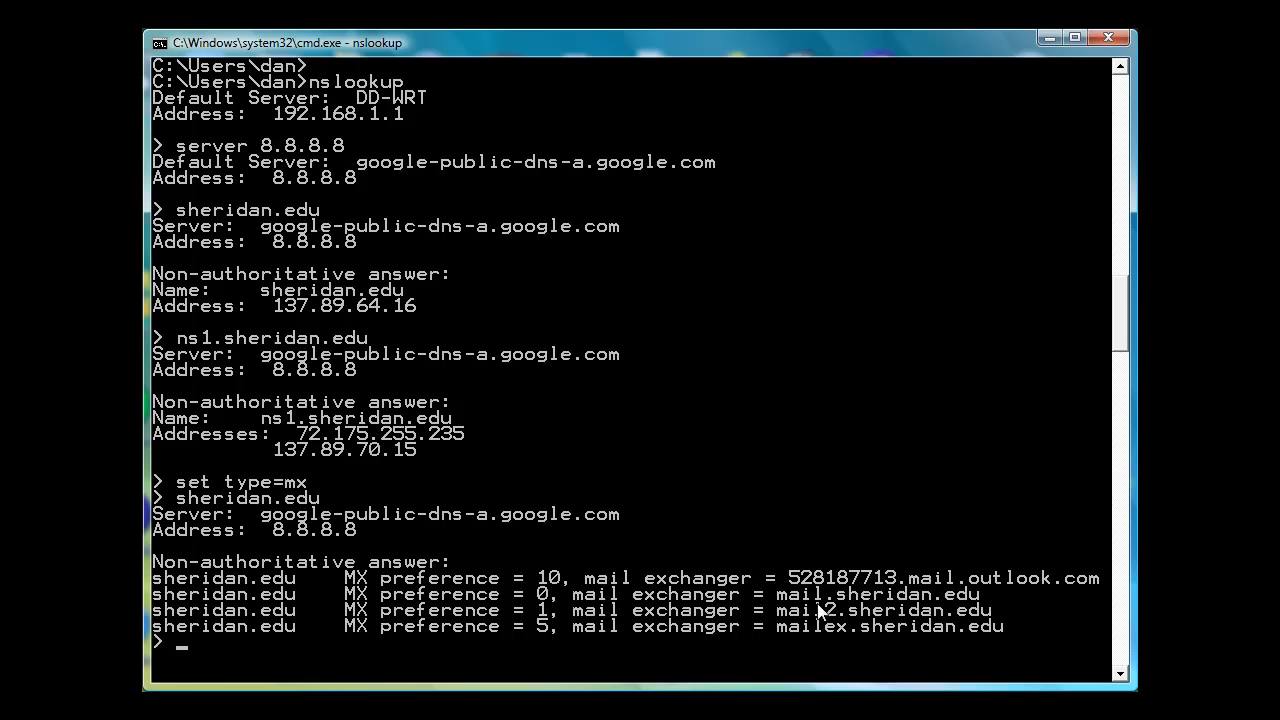 C:\Windows\system32\cmd.exe - nslookup
C:\Users\dan>
C:\Users\dan>nslookup
Default Server:  DD-WRT
Address:  192.168.1.1
> server 8.8.8.8
Default Server:  google-public-dns-a.google.com
Address:  8.8.8.8
> sheridan.edu
Server:  google-public-dns-a.google.com
Address:  8.8.8.8
Non-authoritative answer:
Name:    sheridan.edu
Address:  137.89.64.16
> ns1.sheridan.edu
Server:  google-public-dns-a.google.com
Address:  8.8.8.8
Non-authoritative answer:
Name:    ns1.sheridan.edu
Addresses:  72.175.255.235
137.89.70.15
> set type=mx
> sheridan.edu
Server:  google-public-dns-a.google.com
Address:  8.8.8.8
Non-authoritative answer:
sheridan.edu    MX preference = 10, mail exchanger = 528187713.mail.outlook.com
sheridan.edu    MX preference = 0, mail exchanger = mail.sheridan.edu
sheridan.edu    MX preference = 1, mail exchanger = mail2.sheridan.edu
sheridan.edu    MX preference = 5, mail exchanger = mailex.sheridan.edu
> _